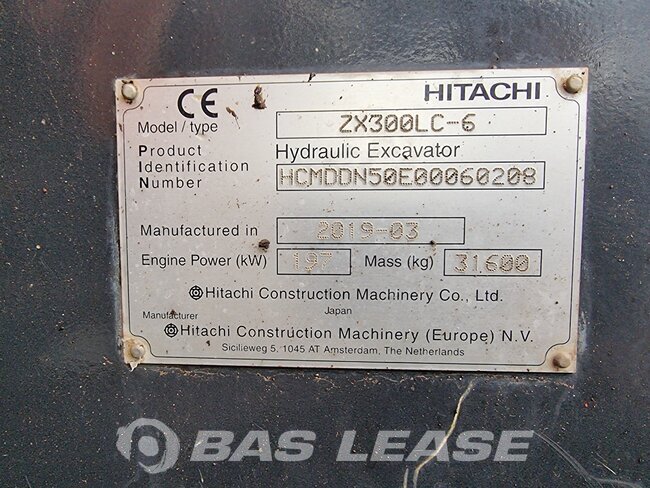 CE HITACHI
Model / type ZX300LC-6
Product Hydraulic Excavator
Identification
Number HCMDDN50E00060208
Manufactured in 2019-03
Engine Power (kW) 197 Mass (kg) 31600
Hitachi Construction Machinery Co., Ltd.
Japan
Manufacturer
Hitachi Construction Machinery (Europe) N.V.
Sicilieweg 5, 1045 AT Amsterdam, The Netherlands
BAS LEASE